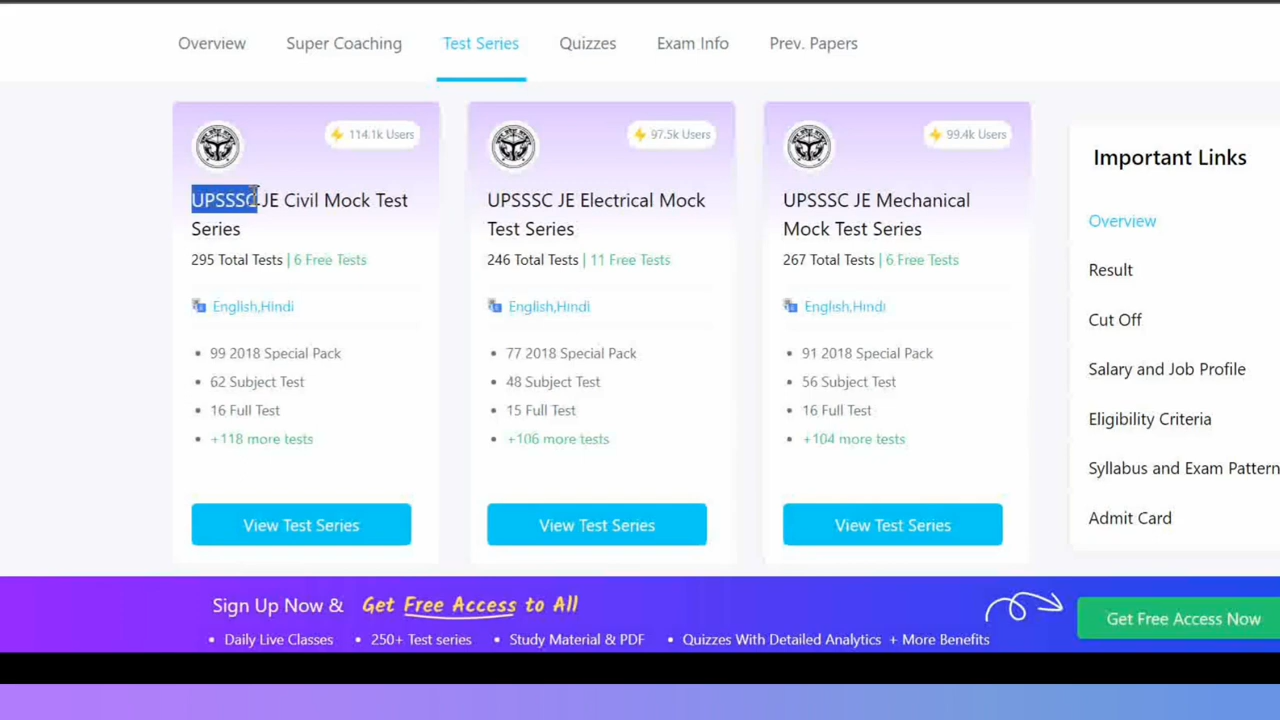 Overview Super Coaching Test Series Quizzes Exam Info Prev. Papers
114.1k Users
UPSSSC JE Civil Mock Test
Series
295 Total Tests | 6 Free Tests
English,Hindi
• 99 2018 Special Pack
• 62 Subject Test
• 16 Full Test
• +118 more tests
View Test Series
97.5k Users
UPSSSC JE Electrical Mock
Test Series
246 Total Tests | 11 Free Tests
English,Hindi
• 77 2018 Special Pack
• 48 Subject Test
• 15 Full Test
• +106 more tests
View Test Series
99.4k Users
UPSSSC JE Mechanical
Mock Test Series
267 Total Tests | 6 Free Tests
English,Hindi
• 91 2018 Special Pack
• 56 Subject Test
• 16 Full Test
• +104 more tests
View Test Series
Important Links
Overview
Result
Cut Off
Salary and Job Profile
Eligibility Criteria
Syllabus and Exam Pattern
Admit Card
Sign Up Now & Get Free Access to All
• Daily Live Classes • 250+ Test series • Study Material & PDF • Quizzes With Detailed Analytics + More Benefits
Get Free Access Now